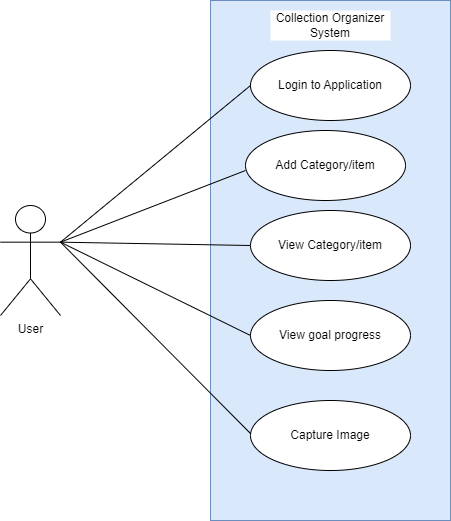 Collection Organizer
System
Login to Application
Add Category/item
View Category/item
User
View goal progress
Capture Image